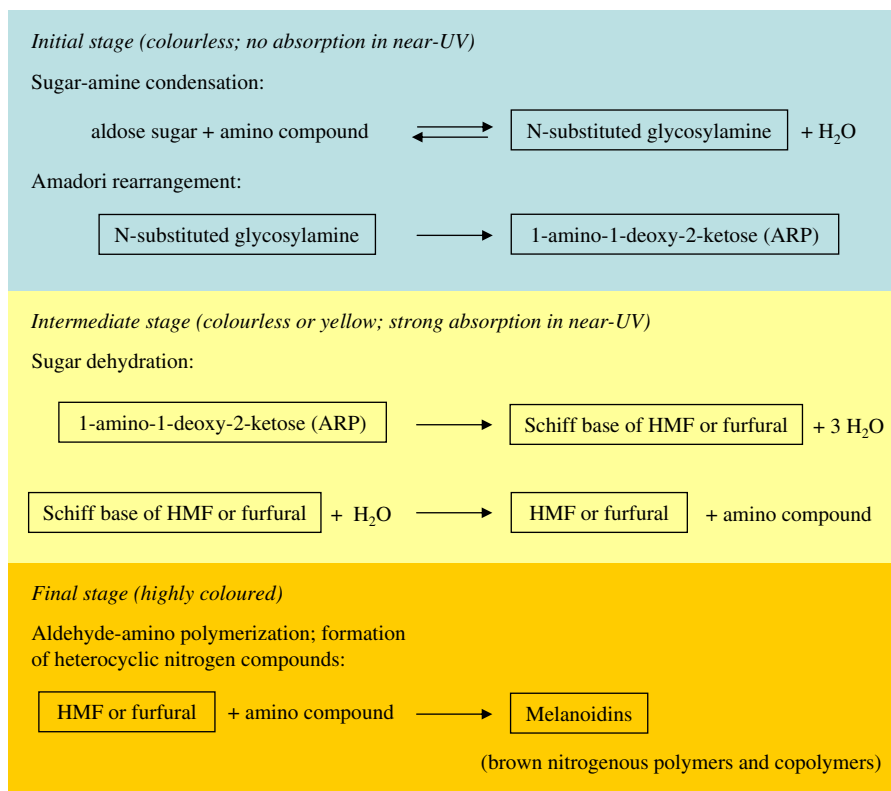 Initial stage (colourless; no absorption in near-UV)
Sugar-amine condensation:
aldose sugar + amino compound N-substituted glycosylamine + H₂O
Amadori rearrangement:
N-substituted glycosylamine 1-amino-1-deoxy-2-ketose (ARP)
Intermediate stage (colourless or yellow; strong absorption in near-UV)
Sugar dehydration:
1-amino-1-deoxy-2-ketose (ARP) Schiff base of HMF or furfural + 3 H₂O
Schiff base of HMF or furfural + H₂O HMF or furfural + amino compound
Final stage (highly coloured)
Aldehyde-amino polymerization; formation
of heterocyclic nitrogen compounds:
HMF or furfural + amino compound Melanoidins
(brown nitrogenous polymers and copolymers)